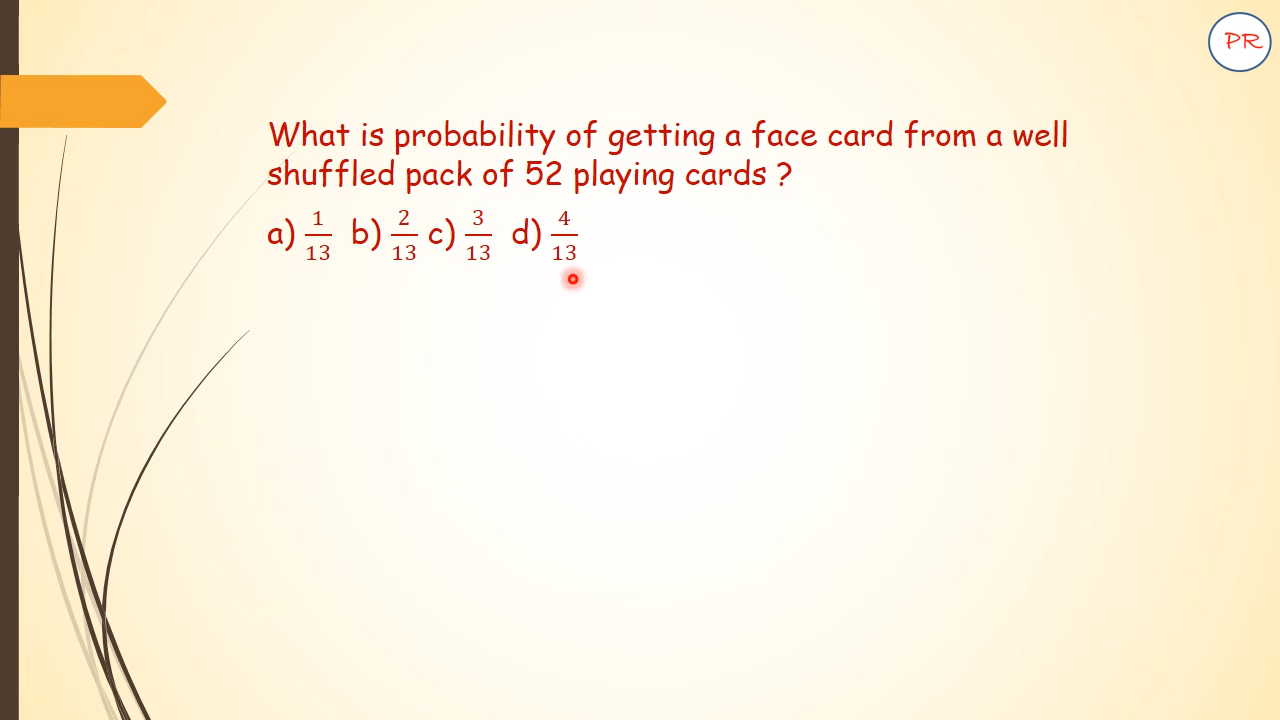 PR
What is probability of getting a face card from a well
shuffled pack of 52 playing cards ?
a) 1/13 b) 2/13 c) 3/13 d) 4/13